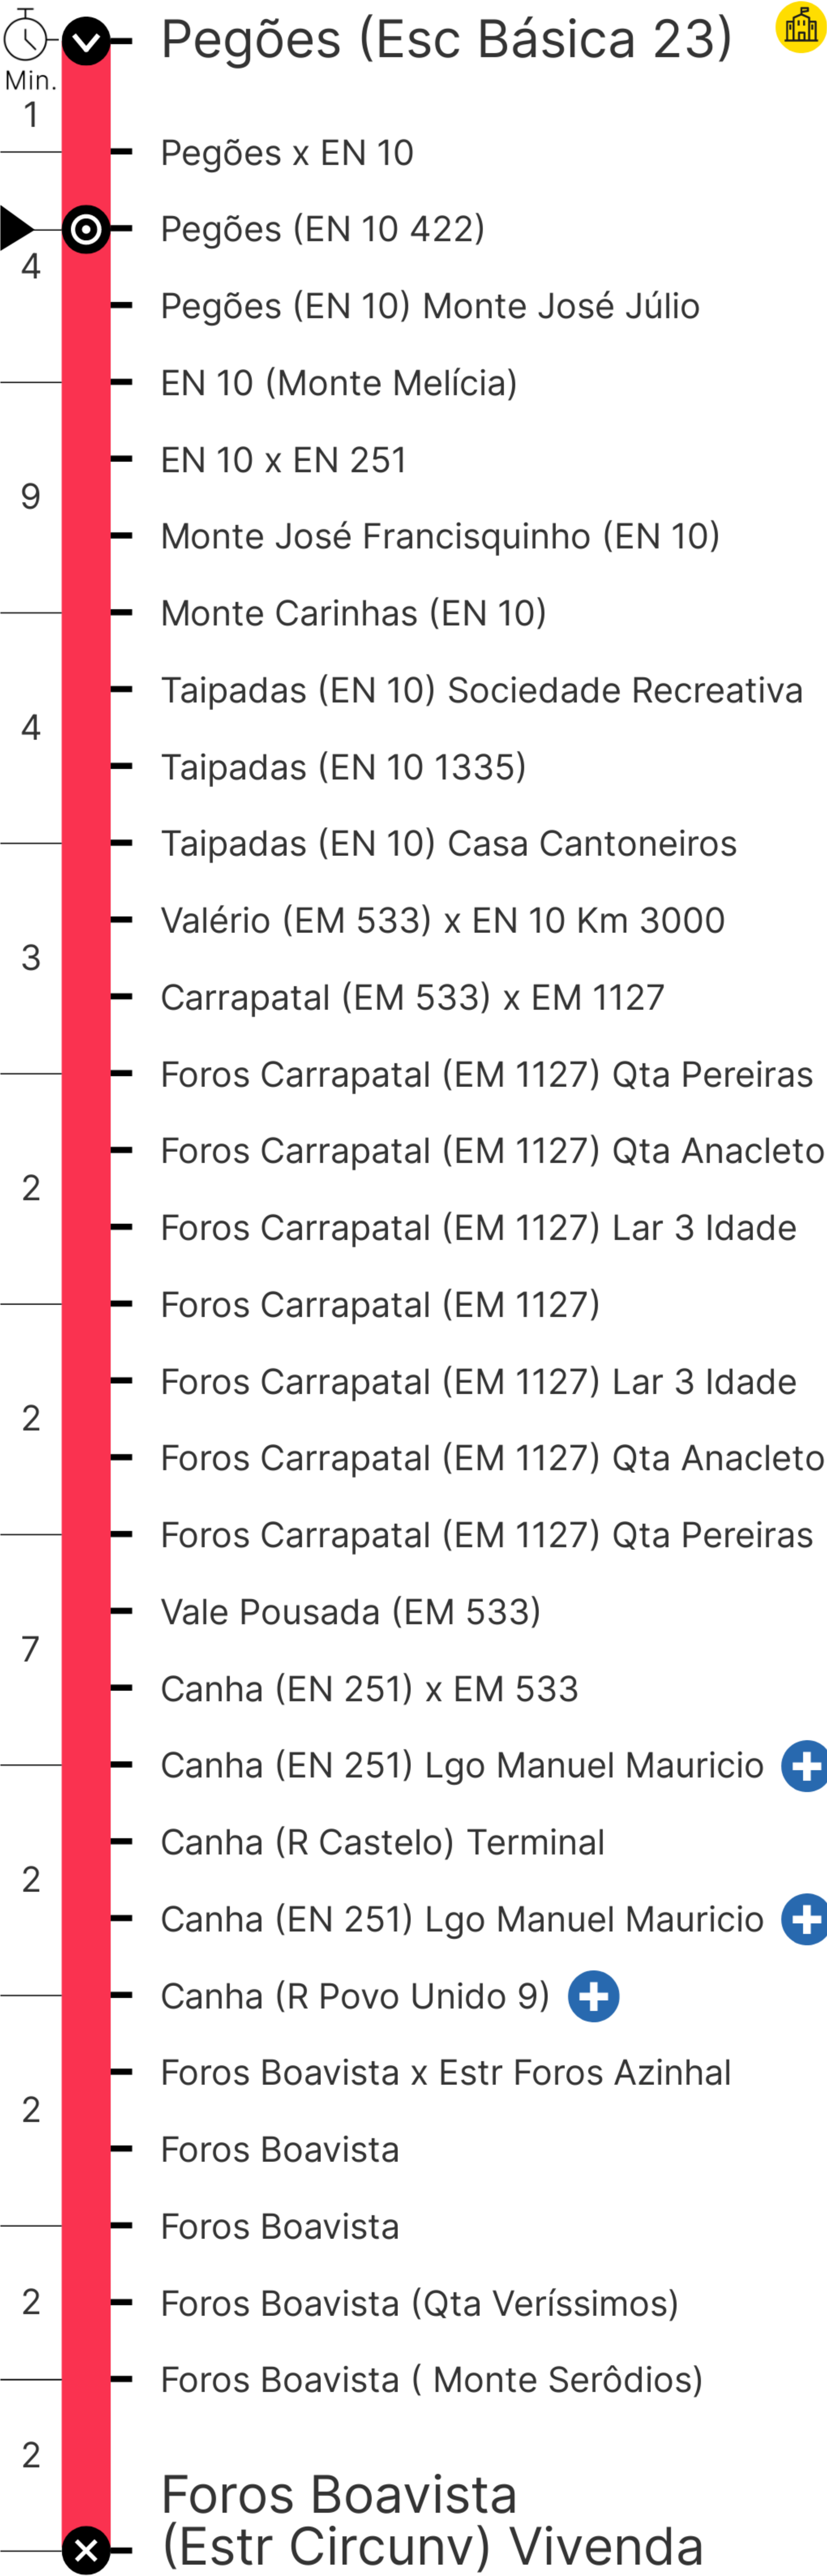 Pegões (Esc Básica 23)
Min.
1
Pegões x EN 10
Pegões (EN 10 422)
4
Pegões (EN 10) Monte José Júlio
EN 10 (Monte Melícia)
EN 10 x EN 251
9
Monte José Francisquinho (EN 10)
Monte Carinhas (EN 10)
Taipadas (EN 10) Sociedade Recreativa
4
Taipadas (EN 10 1335)
Taipadas (EN 10) Casa Cantoneiros
Valério (EM 533) x EN 10 Km 3000
3
Carrapatal (EM 533) x EM 1127
Foros Carrapatal (EM 1127) Qta Pereiras
Foros Carrapatal (EM 1127) Qta Anacleto
2
Foros Carrapatal (EM 1127) Lar 3 Idade
Foros Carrapatal (EM 1127)
Foros Carrapatal (EM 1127) Lar 3 Idade
2
Foros Carrapatal (EM 1127) Qta Anacleto
Foros Carrapatal (EM 1127) Qta Pereiras
Vale Pousada (EM 533)
7
Canha (EN 251) x EM 533
Canha (EN 251) Lgo Manuel Mauricio
Canha (R Castelo) Terminal
2
Canha (EN 251) Lgo Manuel Mauricio
Canha (R Povo Unido 9)
Foros Boavista x Estr Foros Azinhal
2
Foros Boavista
Foros Boavista
2
Foros Boavista (Qta Veríssimos)
Foros Boavista ( Monte Serôdios)
2
Foros Boavista
(Estr Circunv) Vivenda